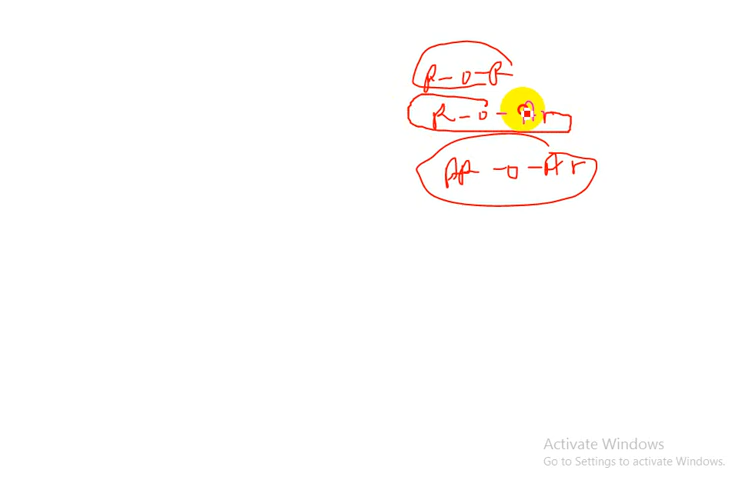 R-O-R
R-O-Ar
Ar-O-Ar
Activate Windows
Go to Settings to activate Windows.